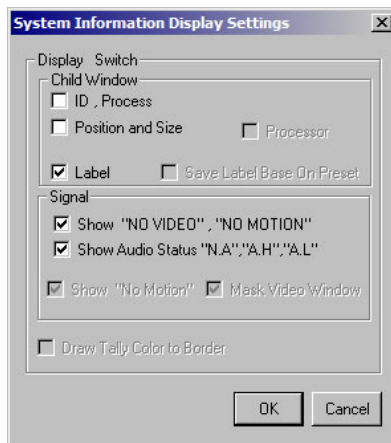 System Information Display Settings
Display Switch
Child Window
ID , Process
Position and Size
Processor
Label
Save Label Base On Preset
Signal
Show "NO VIDEO" , "NO MOTION"
Show Audio Status "N.A","A.H","A.L"
Show "No Motion"
Mask Video Window
Draw Tally Color to Border
OK
Cancel